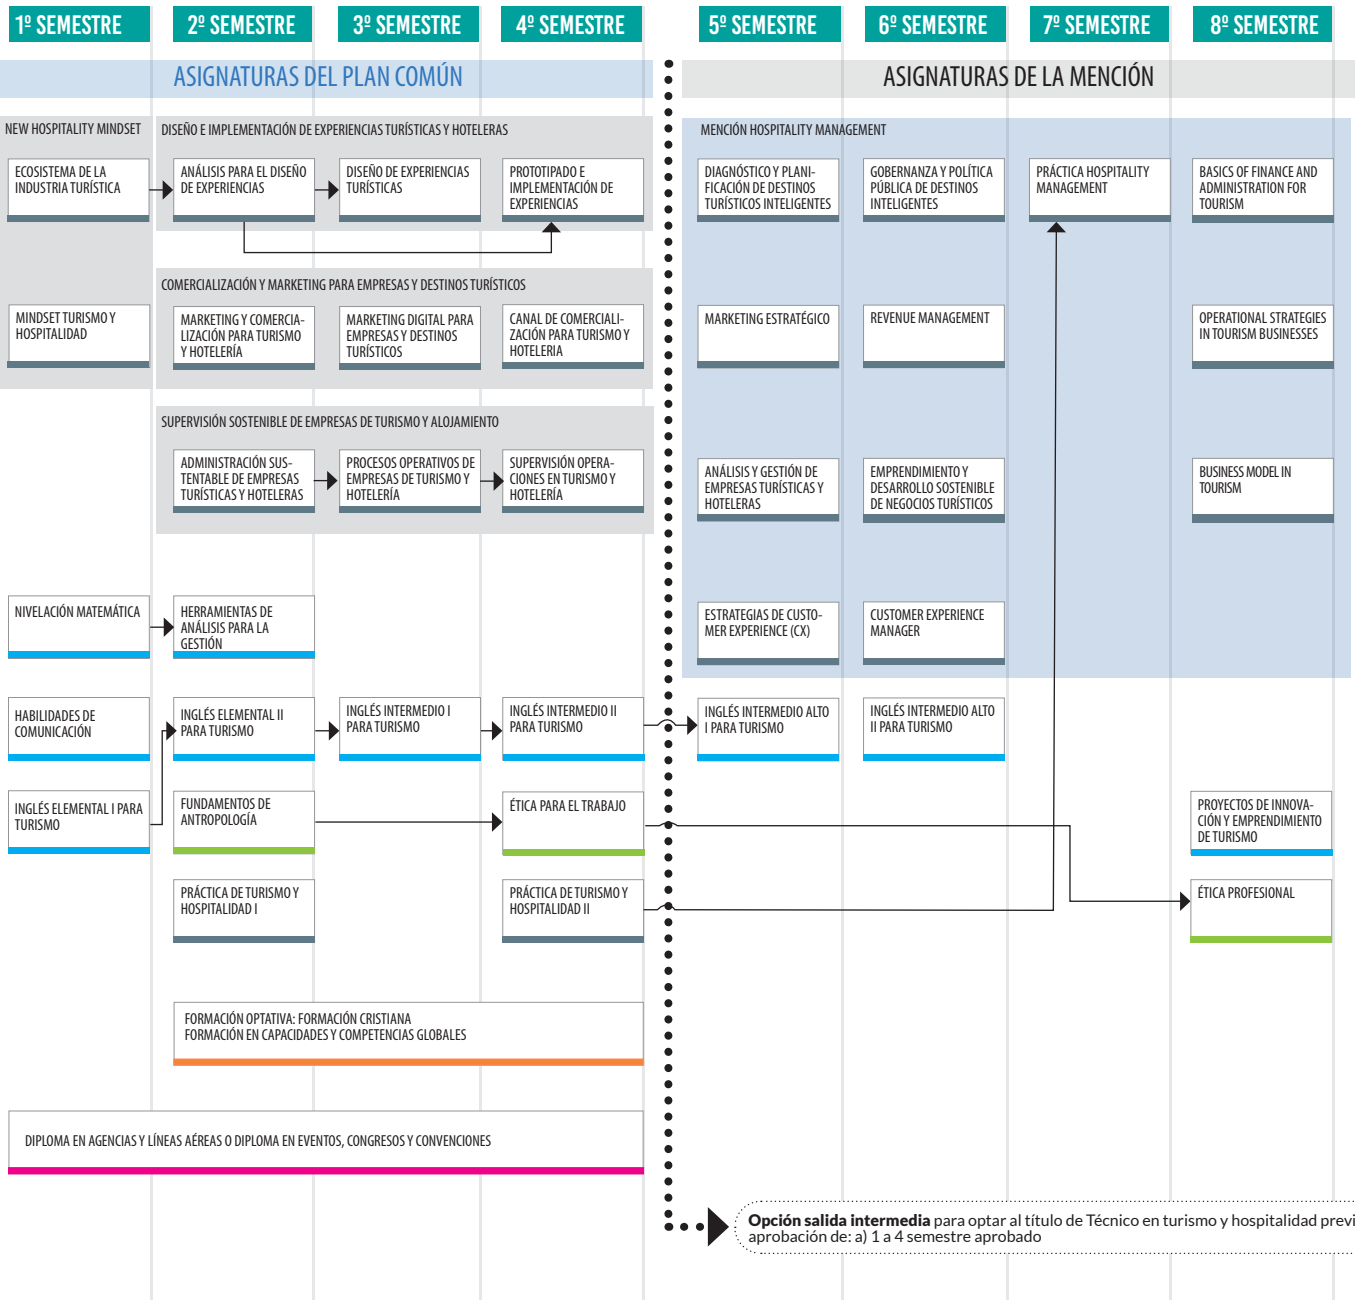 1º SEMESTRE
2º SEMESTRE
3º SEMESTRE
4º SEMESTRE
5º SEMESTRE
6º SEMESTRE
7º SEMESTRE
8º SEMESTRE
ASIGNATURAS DEL PLAN COMÚN
ASIGNATURAS DE LA MENCIÓN
NEW HOSPITALITY MINDSET
DISEÑO E IMPLEMENTACIÓN DE EXPERIENCIAS TURÍSTICAS Y HOTELERAS
MENCIÓN HOSPITALITY MANAGEMENT
ECOSISTEMA DE LA
INDUSTRIA TURÍSTICA
ANÁLISIS PARA EL DISEÑO
DE EXPERIENCIAS
DISEÑO DE EXPERIENCIAS
TURÍSTICAS
PROTOTIPADO E
IMPLEMENTACIÓN DE
EXPERIENCIAS
DIAGNÓSTICO Y PLANI-
FICACIÓN DE DESTINOS
TURÍSTICOS INTELIGENTES
GOBERNANZA Y POLÍTICA
PÚBLICA DE DESTINOS
INTELIGENTES
PRÁCTICA HOSPITALITY
MANAGEMENT
BASICS OF FINANCE AND
ADMINISTRATION FOR
TOURISM
COMERCIALIZACIÓN Y MARKETING PARA EMPRESAS Y DESTINOS TURÍSTICOS
MINDSET TURISMO Y
HOSPITALIDAD
MARKETING Y COMERCIA-
LIZACIÓN PARA TURISMO
Y HOTELERÍA
MARKETING DIGITAL PARA
EMPRESAS Y DESTINOS
TURÍSTICOS
CANAL DE COMERCIALI-
ZACIÓN PARA TURISMO Y
HOTELERIA
MARKETING ESTRATÉGICO
REVENUE MANAGEMENT
OPERATIONAL STRATEGIES
IN TOURISM BUSINESSES
SUPERVISIÓN SOSTENIBLE DE EMPRESAS DE TURISMO Y ALOJAMIENTO
ADMINISTRACIÓN SUS-
TENTABLE DE EMPRESAS
TURÍSTICAS Y HOTELERAS
PROCESOS OPERATIVOS DE
EMPRESAS DE TURISMO Y
HOTELERÍA
SUPERVISIÓN OPERA-
CIONES EN TURISMO Y
HOTELERÍA
ANÁLISIS Y GESTIÓN DE
EMPRESAS TURÍSTICAS Y
HOTELERAS
EMPRENDIMIENTO Y
DESARROLLO SOSTENIBLE
DE NEGOCIOS TURÍSTICOS
BUSINESS MODEL IN
TOURISM
NIVELACIÓN MATEMÁTICA
HERRAMIENTAS DE
ANÁLISIS PARA LA
GESTIÓN
ESTRATEGIAS DE CUSTO-
MER EXPERIENCE (CX)
CUSTOMER EXPERIENCE
MANAGER
HABILIDADES DE
COMUNICACIÓN
INGLÉS ELEMENTAL II
PARA TURISMO
INGLÉS INTERMEDIO I
PARA TURISMO
INGLÉS INTERMEDIO II
PARA TURISMO
INGLÉS INTERMEDIO ALTO
I PARA TURISMO
INGLÉS INTERMEDIO ALTO
II PARA TURISMO
INGLÉS ELEMENTAL I PARA
TURISMO
FUNDAMENTOS DE
ANTROPOLOGÍA
ÉTICA PARA EL TRABAJO
PROYECTOS DE INNOVA-
CIÓN Y EMPRENDIMIENTO
DE TURISMO
PRÁCTICA DE TURISMO Y
HOSPITALIDAD I
PRÁCTICA DE TURISMO Y
HOSPITALIDAD II
ÉTICA PROFESIONAL
FORMACIÓN OPTATIVA: FORMACIÓN CRISTIANA
FORMACIÓN EN CAPACIDADES Y COMPETENCIAS GLOBALES
DIPLOMA EN AGENCIAS Y LÍNEAS AÉREAS O DIPLOMA EN EVENTOS, CONGRESOS Y CONVENCIONES
Opción salida intermedia para optar al título de Técnico en turismo y hospitalidad previ
aprobación de: a) 1 a 4 semestre aprobado